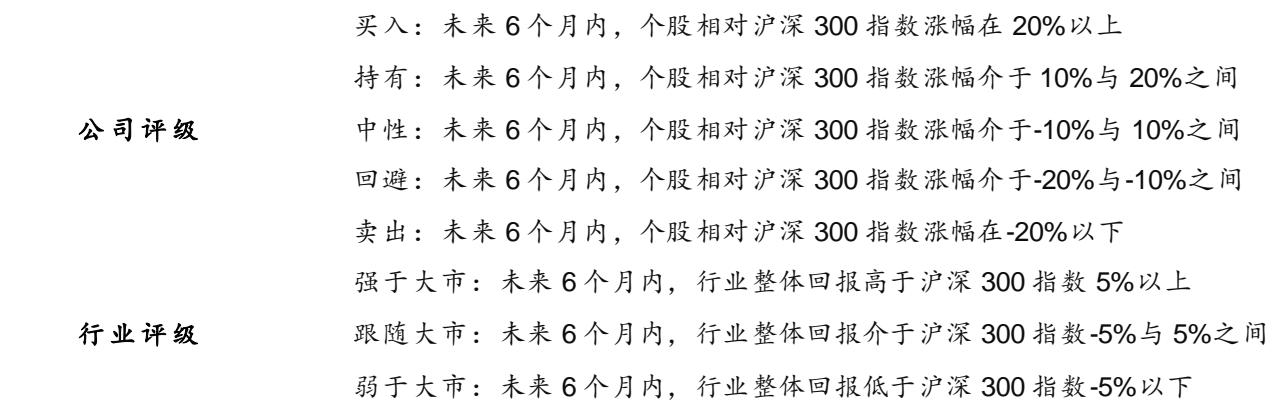 买入：未来 6 个月内，个股相对沪深 300 指数涨幅在 20%以上
持有：未来 6 个月内，个股相对沪深 300 指数涨幅介于 10%与 20%之间
公司评级 中性：未来 6 个月内，个股相对沪深 300 指数涨幅介于-10%与 10%之间
回避：未来 6 个月内，个股相对沪深 300 指数涨幅介于-20%与-10%之间
卖出：未来 6 个月内，个股相对沪深 300 指数涨幅在-20%以下
强于大市：未来 6 个月内，行业整体回报高于沪深 300 指数 5%以上
行业评级 跟随大市：未来 6 个月内，行业整体回报介于沪深 300 指数-5%与 5%之间
弱于大市：未来 6 个月内，行业整体回报低于沪深 300 指数-5%以下